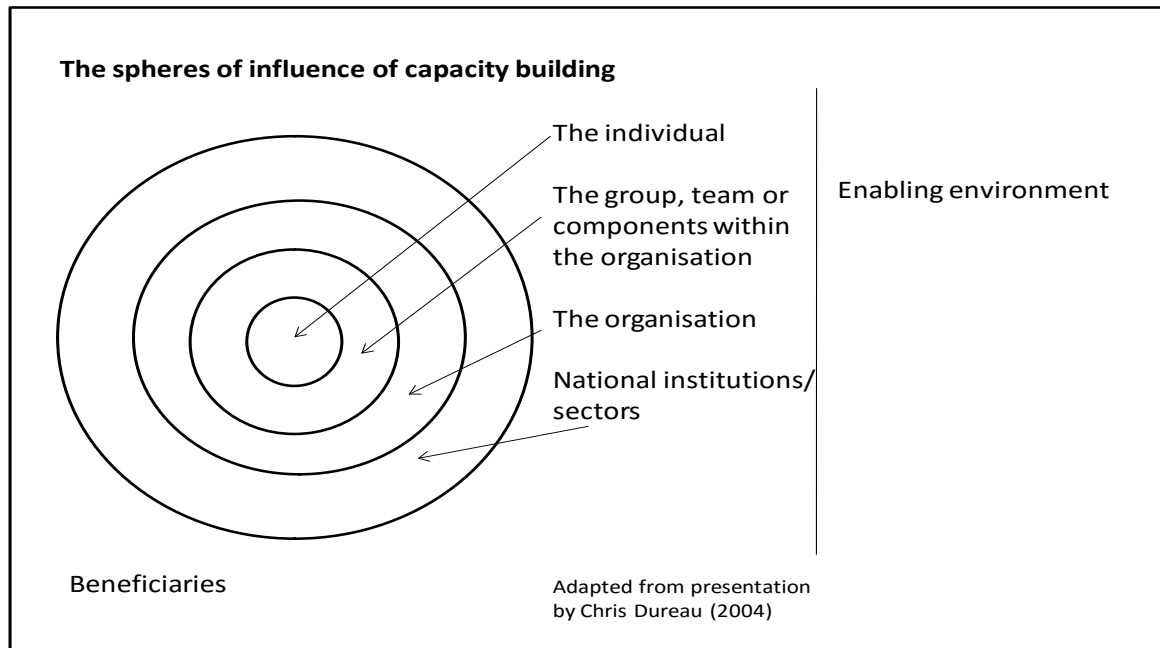 The spheres of influence of capacity building
The individual
The group, team or
components within
the organisation
Enabling environment
The organisation
National institutions/
sectors
Beneficiaries
Adapted from presentation
by Chris Dureau (2004)